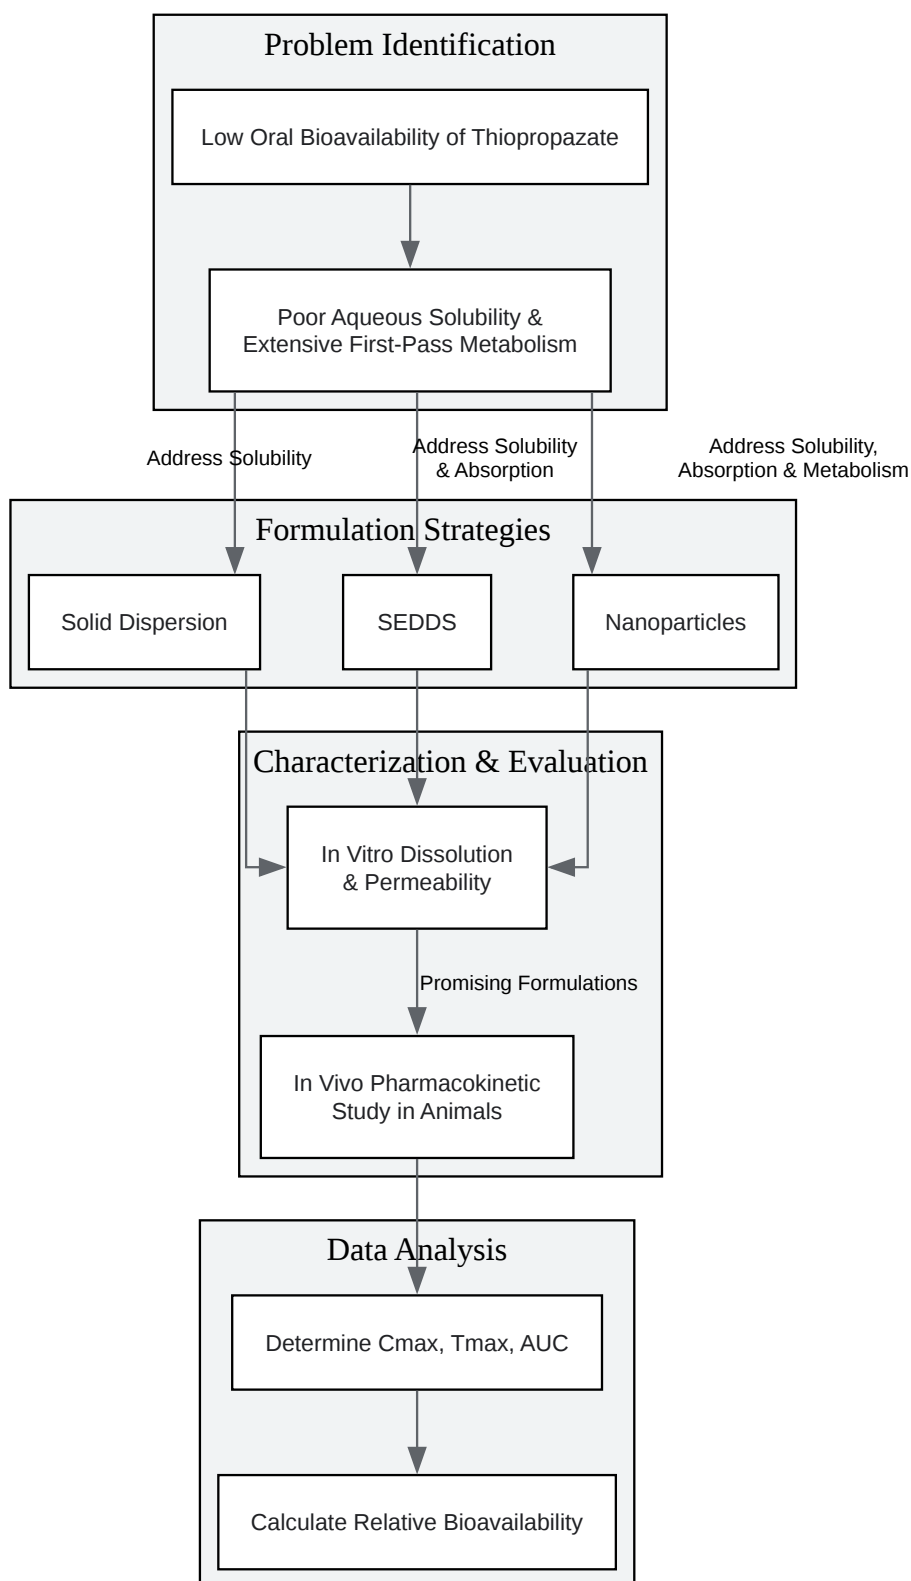 Problem Identification
Low Oral Bioavailability of Thiopropazate
Poor Aqueous Solubility &
Extensive First-Pass Metabolism
Address Solubility
Address Solubility
& Absorption
Address Solubility,
Absorption & Metabolism
Formulation Strategies
Solid Dispersion
SEDDS
Nanoparticles
Characterization & Evaluation
In Vitro Dissolution
& Permeability
Promising Formulations
In Vivo Pharmacokinetic
Study in Animals
Data Analysis
Determine Cmax, Tmax, AUC
Calculate Relative Bioavailability